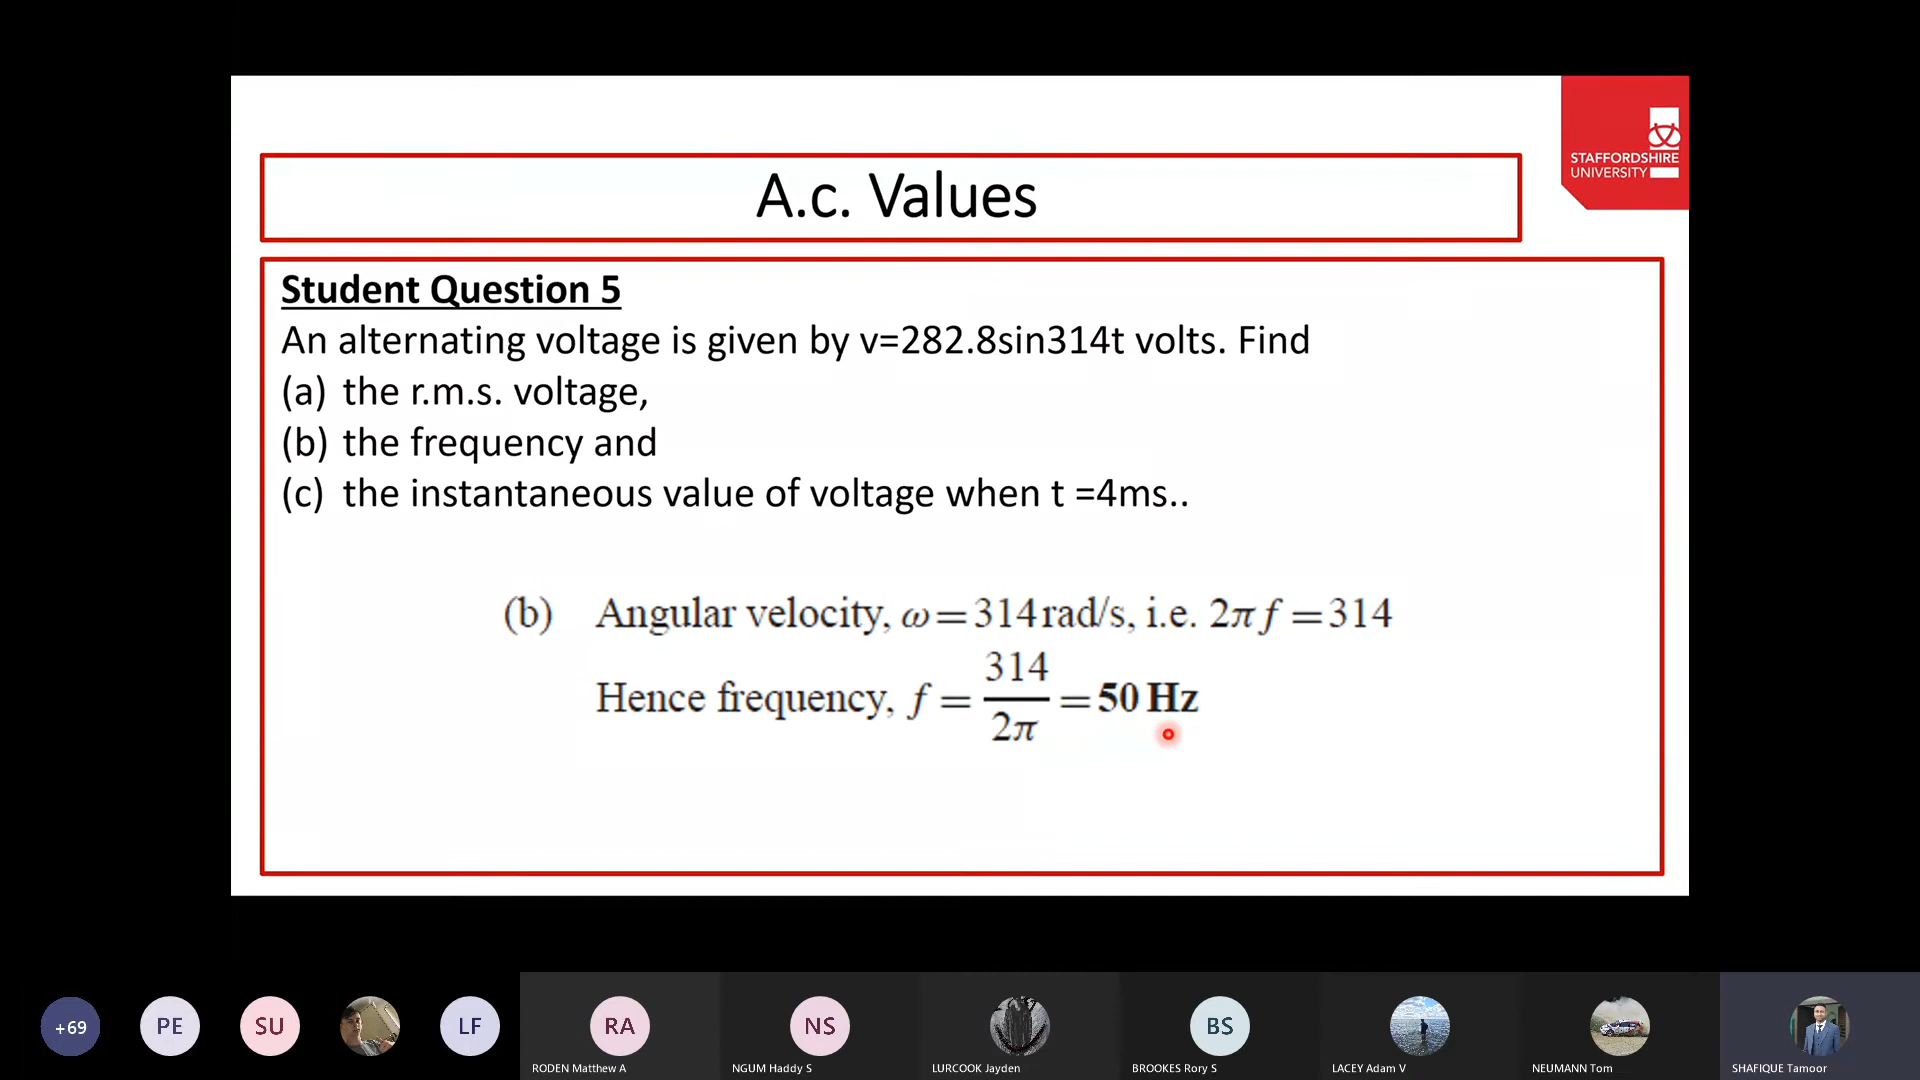 STAFFORDSHIRE
UNIVERSITY
A.c. Values
Student Question 5
An alternating voltage is given by v=282.8sin314t volts. Find
(a) the r.m.s. voltage,
(b) the frequency and
(c) the instantaneous value of voltage when t =4ms..
(b) Angular velocity, ω=314 rad/s, i.e. 2πf=314
Hence frequency, f = 314/2π = 50 Hz
+69
PE
SU
LF
RA
NS
BS
RODEN Matthew A
NGUM Haddy S
LURCOOK Jayden
BROOKES Rory S
LACEY Adam V
NEUMANN Tom
SHAFIQUE Tamoor